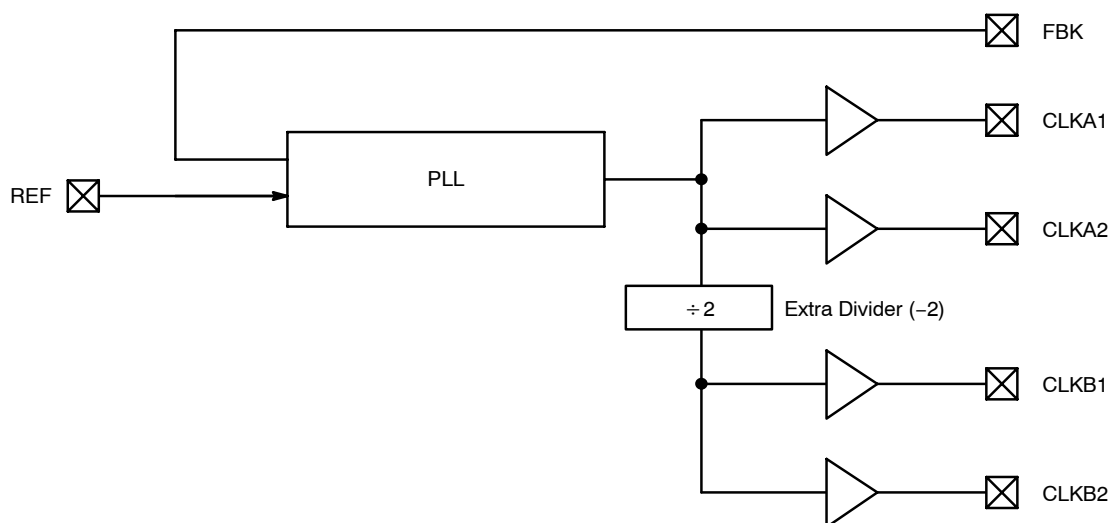 FBK
CLKA1
PLL
REF
CLKA2
÷2 Extra Divider (−2)
CLKB1
CLKB2